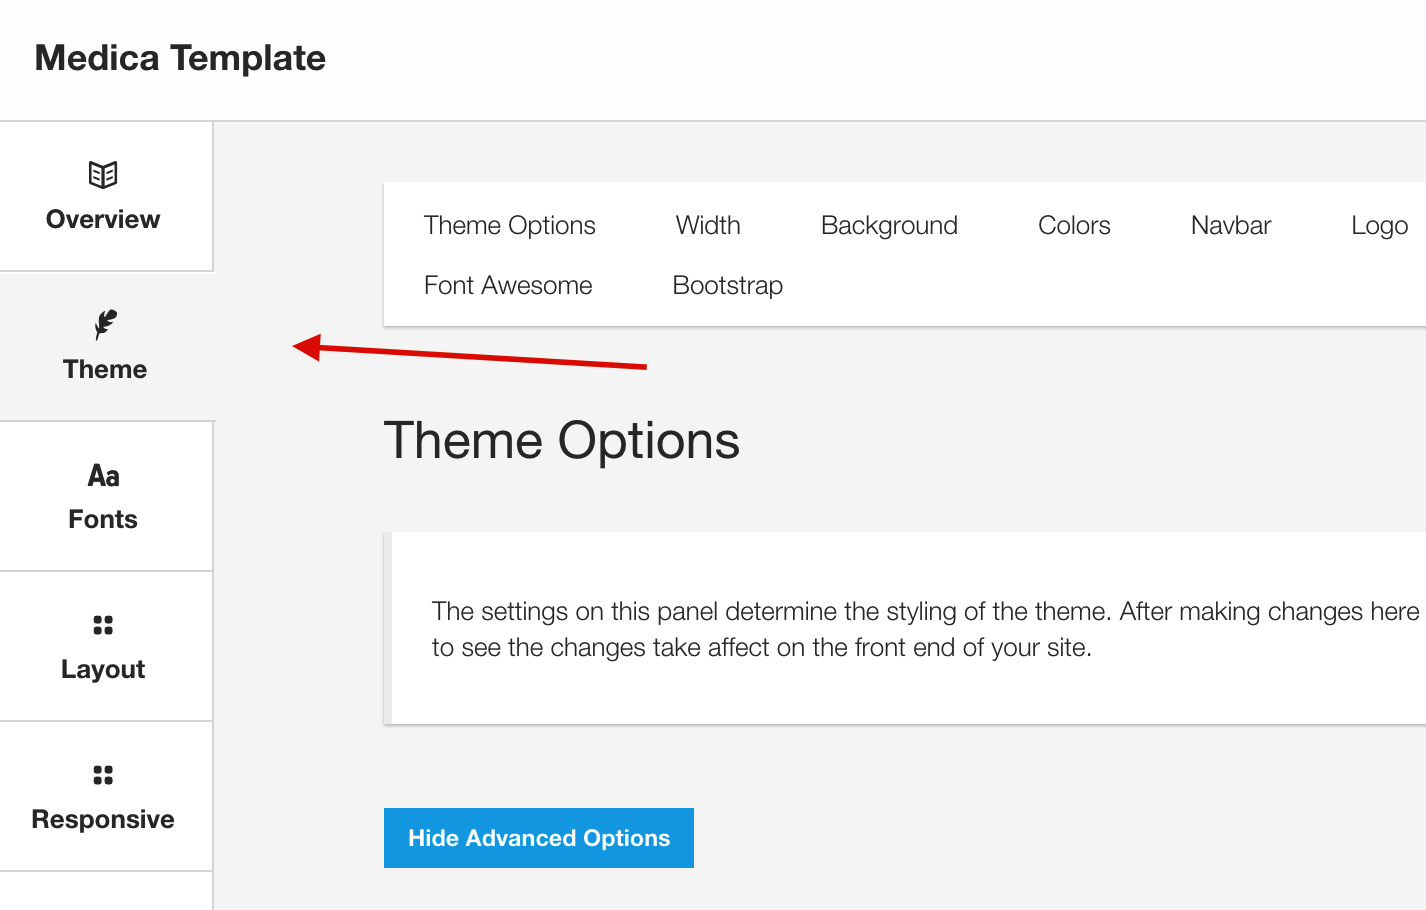 Medica Template
Overview
Theme
Aa
Fonts
Layout
Responsive
Theme Options Width Background Colors Navbar Logo
Font Awesome Bootstrap
Theme Options
The settings on this panel determine the styling of the theme. After making changes here
to see the changes take affect on the front end of your site.
Hide Advanced Options